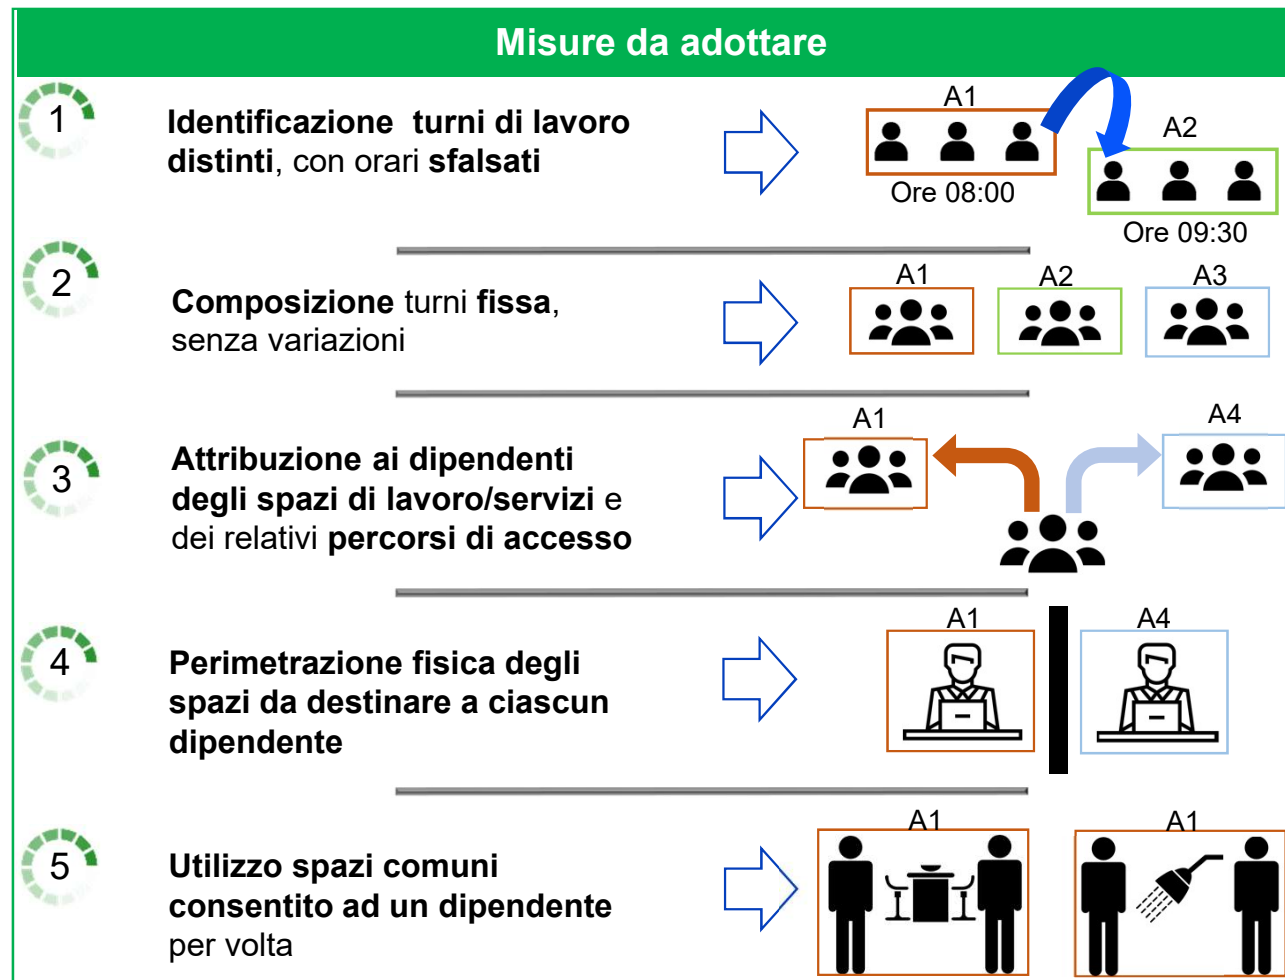 Misure da adottare
1
Identificazione turni di lavoro
distinti, con orari sfalsati
A1
Ore 08:00
A2
Ore 09:30
2
Composizione turni fissa,
senza variazioni
A1
A2
A3
3
Attribuzione ai dipendenti
degli spazi di lavoro/servizi e
dei relativi percorsi di accesso
A1
A4
4
Perimetrazione fisica degli
spazi da destinare a ciascun
dipendente
A1
A4
5
Utilizzo spazi comuni
consentito ad un dipendente
per volta
A1
A1